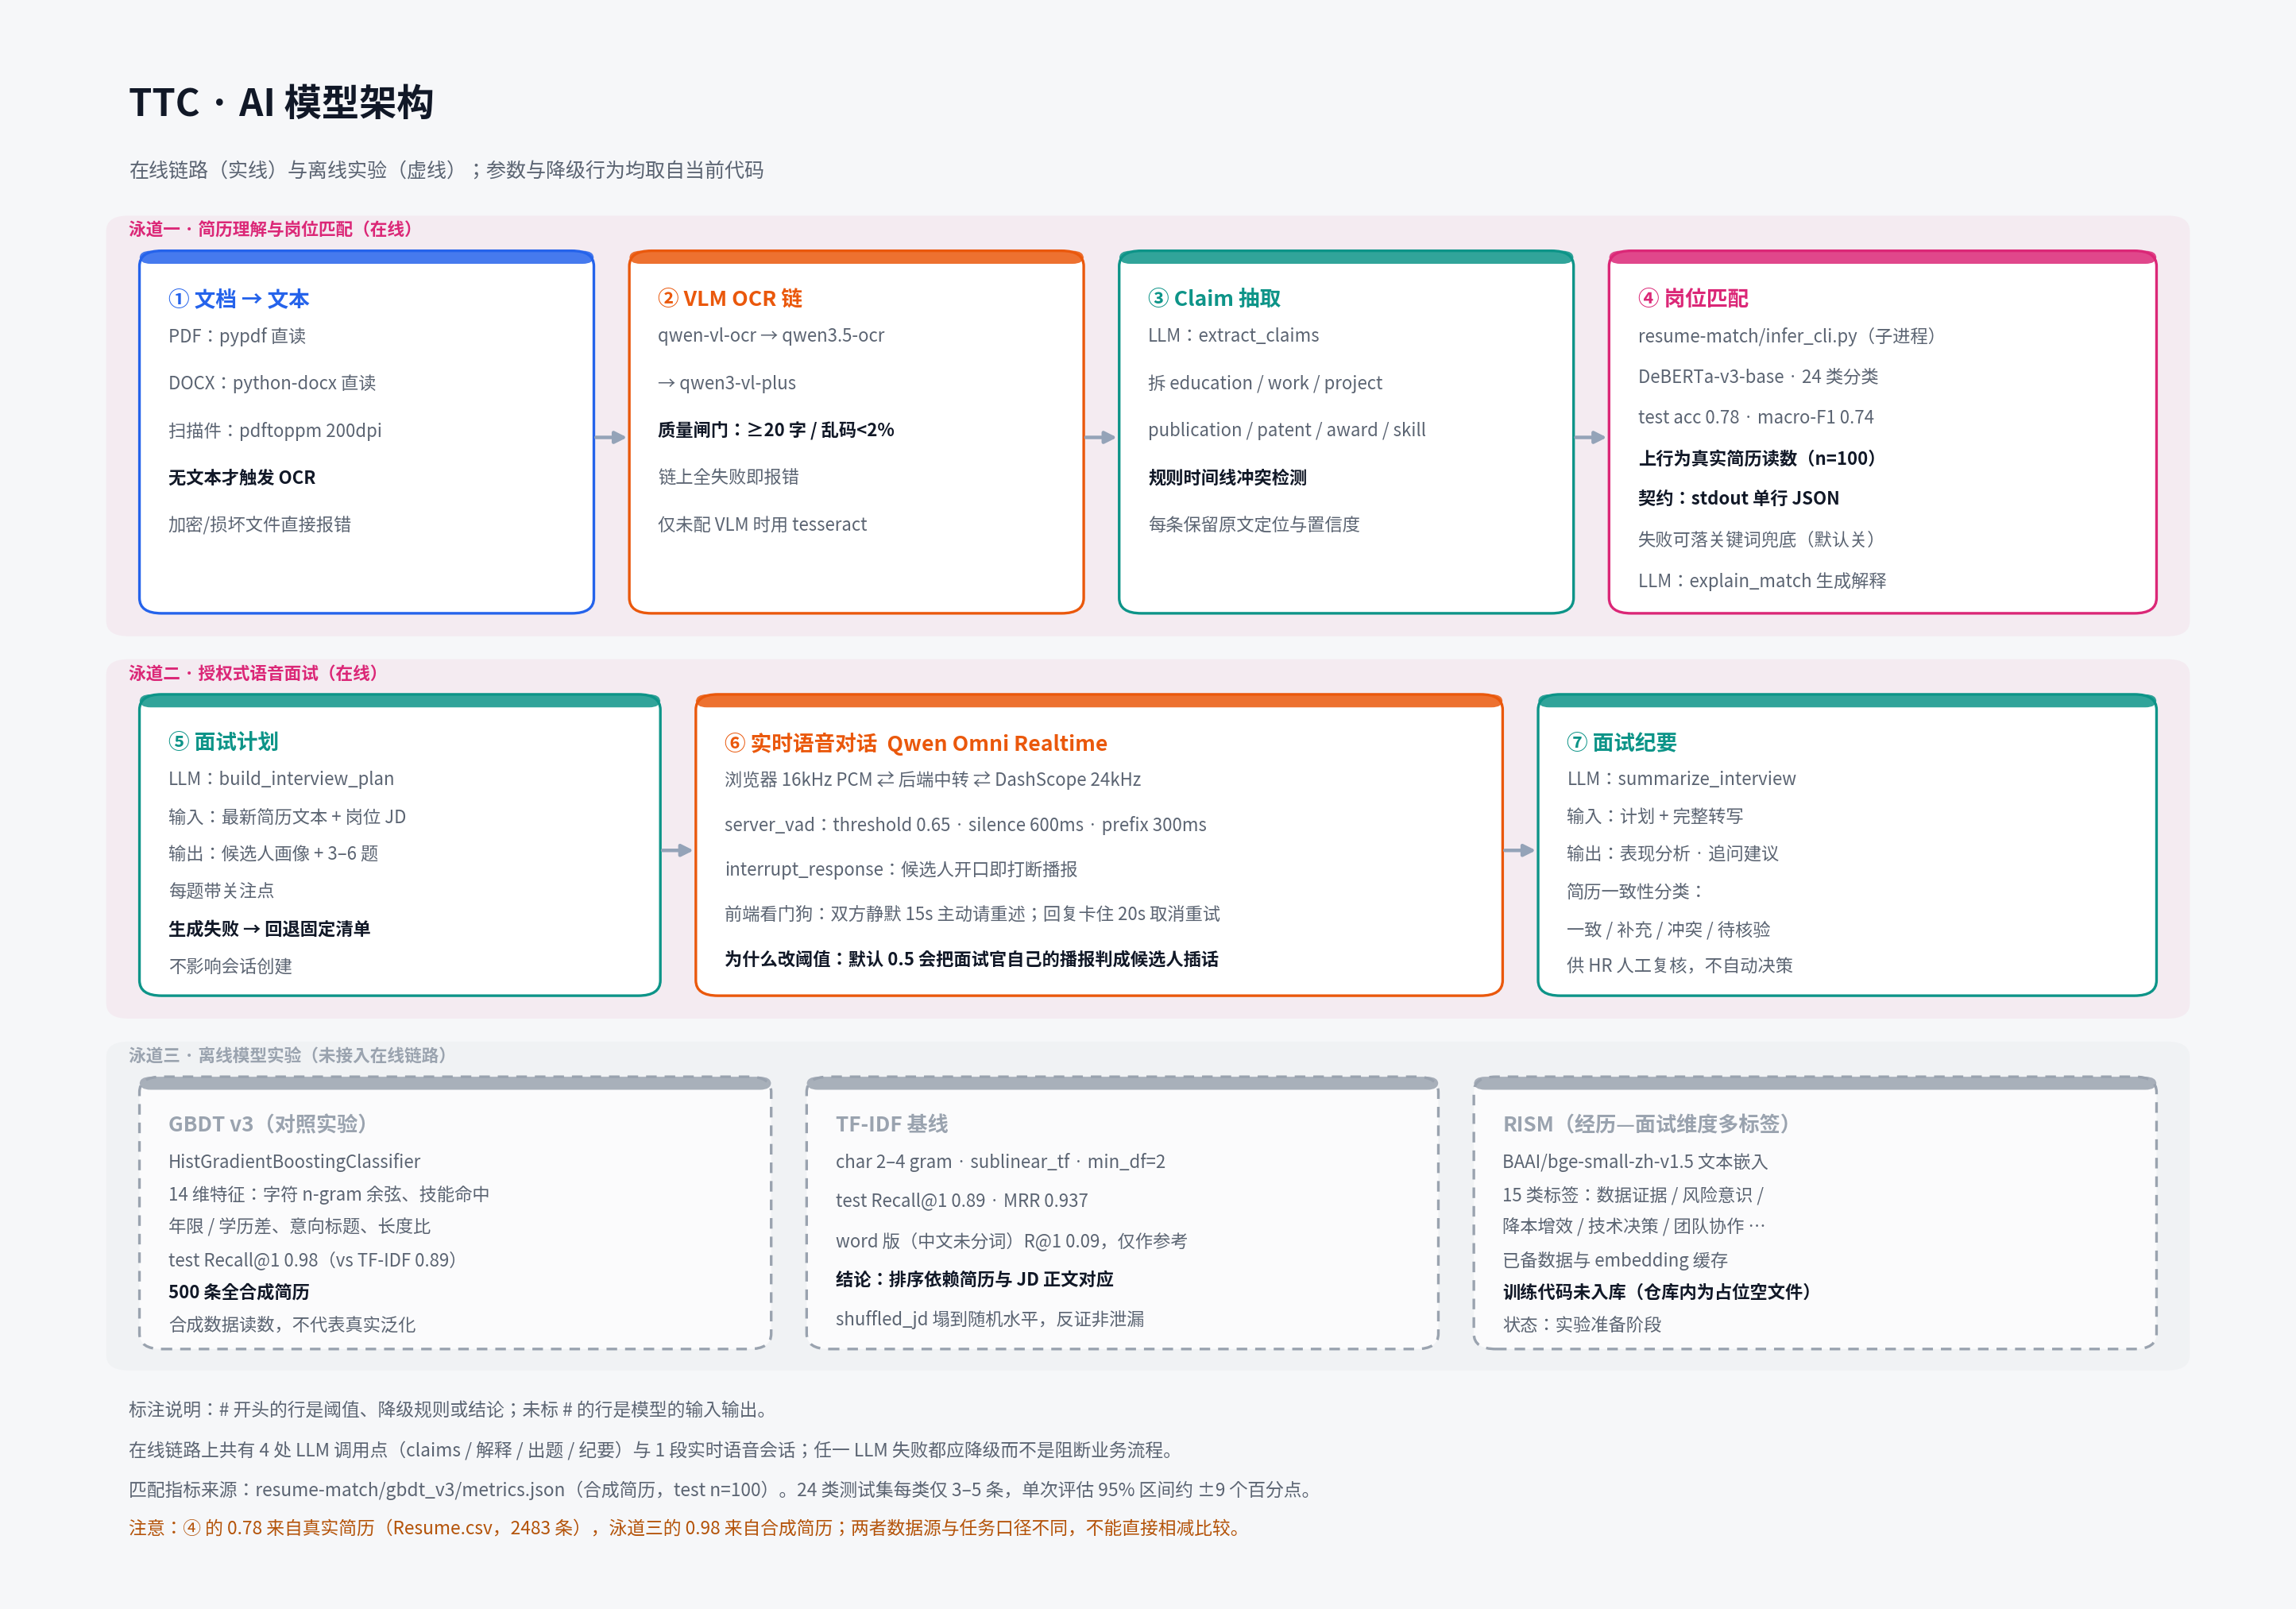 TTC · AI 模型架构
在线链路（实线）与离线实验（虚线）；参数与降级行为均取自当前代码
泳道一 · 简历理解与岗位匹配（在线）
① 文档 → 文本
PDF：pypdf 直读
DOCX：python-docx 直读
扫描件：pdftoppm 200dpi
无文本才触发 OCR
加密/损坏文件直接报错
② VLM OCR 链
qwen-vl-ocr → qwen3.5-ocr
→ qwen3-vl-plus
质量闸门：≥20 字 / 乱码<2%
链上全失败即报错
仅未配 VLM 时用 tesseract
③ Claim 抽取
LLM：extract_claims
拆 education / work / project
publication / patent / award / skill
规则时间线冲突检测
每条保留原文定位与置信度
④ 岗位匹配
resume-match/infer_cli.py（子进程）
DeBERTa-v3-base · 24 类分类
test acc 0.78 · macro-F1 0.74
上行为真实简历读数（n=100）
契约：stdout 单行 JSON
失败可落关键词兜底（默认关）
LLM：explain_match 生成解释
泳道二 · 授权式语音面试（在线）
⑤ 面试计划
LLM：build_interview_plan
输入：最新简历文本 + 岗位 JD
输出：候选人画像 + 3–6 题
每题带关注点
生成失败 → 回退固定清单
不影响会话创建
⑥ 实时语音对话 Qwen Omni Realtime
浏览器 16kHz PCM ⇄ 后端中转 ⇄ DashScope 24kHz
server_vad：threshold 0.65 · silence 600ms · prefix 300ms
interrupt_response：候选人开口即打断播报
前端看门狗：双方静默 15s 主动请重述；回复卡住 20s 取消重试
为什么改阈值：默认 0.5 会把面试官自己的播报判成候选人插话
⑦ 面试纪要
LLM：summarize_interview
输入：计划 + 完整转写
输出：表现分析 · 追问建议
简历一致性分类：
一致 / 补充 / 冲突 / 待核验
供 HR 人工复核，不自动决策
泳道三 · 离线模型实验（未接入在线链路）
GBDT v3（对照实验）
HistGradientBoostingClassifier
14 维特征：字符 n-gram 余弦、技能命中
年限 / 学历差、意向标题、长度比
test Recall@1 0.98（vs TF-IDF 0.89）
500 条全合成简历
合成数据读数，不代表真实泛化
TF-IDF 基线
char 2–4 gram · sublinear_tf · min_df=2
test Recall@1 0.89 · MRR 0.937
word 版（中文未分词）R@1 0.09，仅作参考
结论：排序依赖简历与 JD 正文对应
shuffled_jd 塌到随机水平，反证非泄漏
RISM（经历—面试维度多标签）
BAAI/bge-small-zh-v1.5 文本嵌入
15 类标签：数据证据 / 风险意识 /
降本增效 / 技术决策 / 团队协作 …
已备数据与 embedding 缓存
训练代码未入库（仓库内为占位空文件）
状态：实验准备阶段
标注说明：# 开头的行是阈值、降级规则或结论；未标 # 的行是模型的输入输出。
在线链路上共有 4 处 LLM 调用点（claims / 解释 / 出题 / 纪要）与 1 段实时语音会话；任一 LLM 失败都应降级而不是阻断业务流程。
匹配指标来源：resume-match/gbdt_v3/metrics.json（合成简历，test n=100）。24 类测试集每类仅 3–5 条，单次评估 95% 区间约 ±9 个百分点。
注意：④ 的 0.78 来自真实简历（Resume.csv，2483 条），泳道三的 0.98 来自合成简历；两者数据源与任务口径不同，不能直接相减比较。